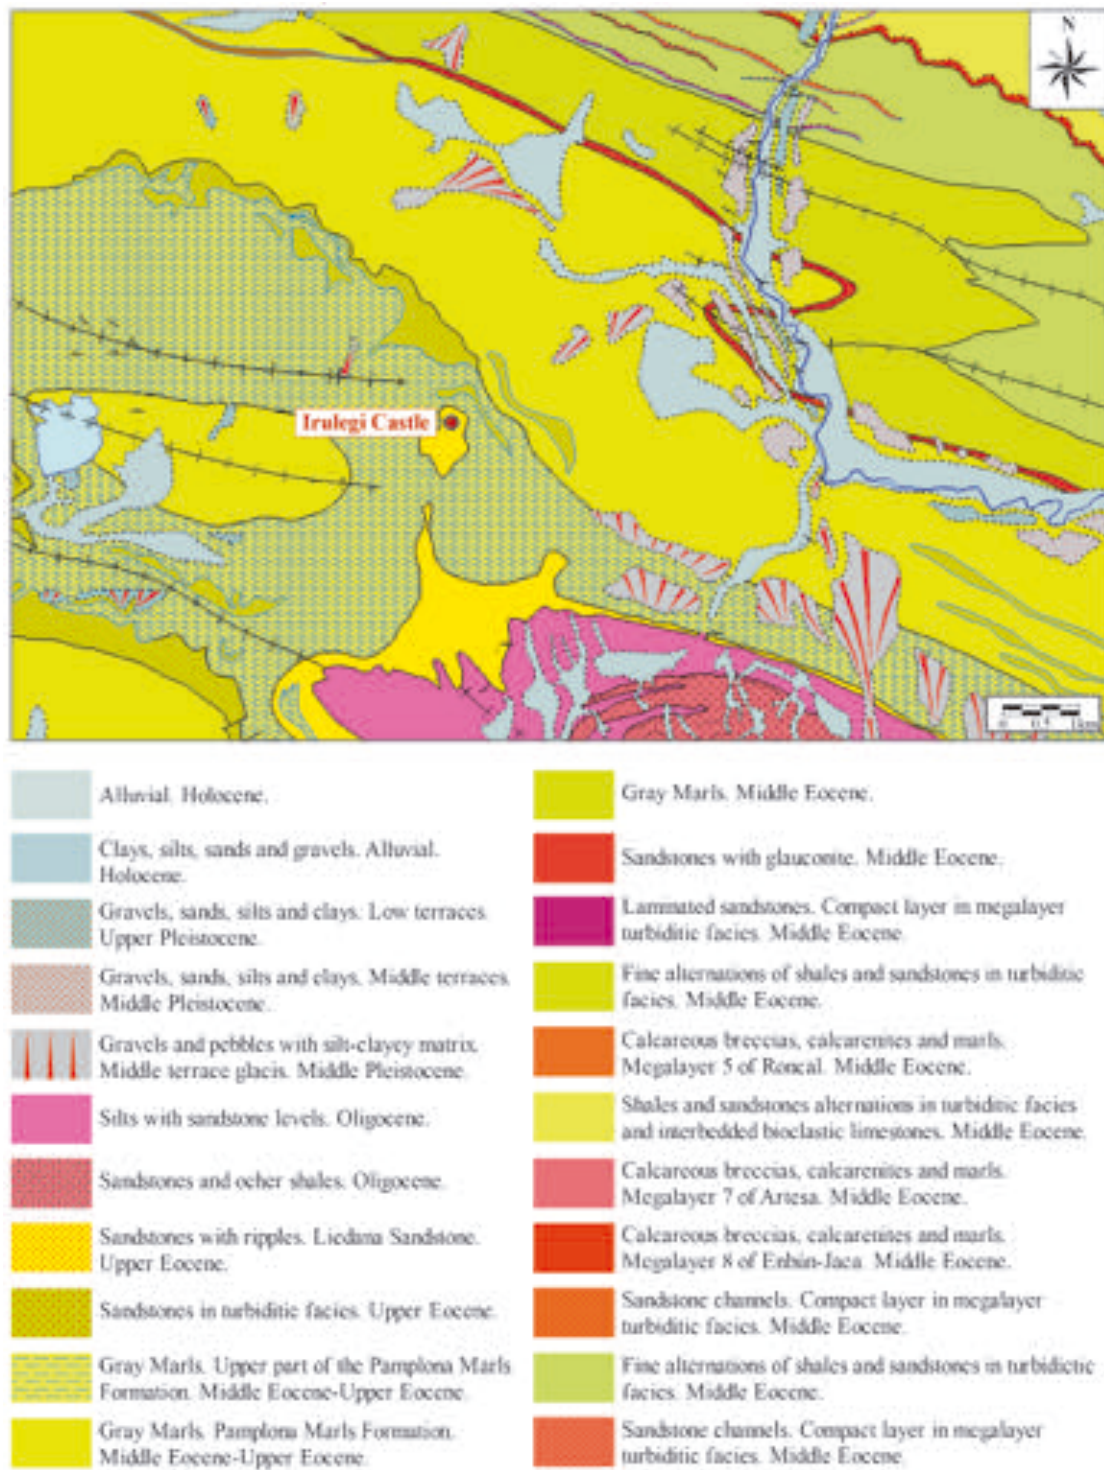 N
Irulegi Castle
0 0.5 1km
Alluvial. Holocene.
Clays, silts, sands and gravels. Alluvial.
Holocene.
Gravels, sands, silts and clays. Low terraces.
Upper Pleistocene.
Gravels, sands, silts and clays. Middle terraces.
Middle Pleistocene.
Gravels and pebbles with silt-clayey matrix.
Middle terrace glacis. Middle Pleistocene.
Silts with sandstone levels. Oligocene.
Sandstones and ocher shales. Oligocene.
Sandstones with ripples. Liedana Sandstone.
Upper Eocene.
Sandstones in turbiditic facies. Upper Eocene.
Gray Marls. Upper part of the Pamplona Marls
Formation. Middle Eocene-Upper Eocene.
Gray Marls. Pamplona Marls Formation.
Middle Eocene-Upper Eocene.
Gray Marls. Middle Eocene.
Sandstones with glauconite. Middle Eocene.
Laminated sandstones. Compact layer in megalayer
turbiditic facies. Middle Eocene.
Fine alternations of shales and sandstones in turbiditic
facies. Middle Eocene.
Calcareous breccias, calcarenites and marls.
Megalayer 5 of Roncal. Middle Eocene.
Shales and sandstones alternations in turbiditic facies
and interbedded bioclastic limestones. Middle Eocene.
Calcareous breccias, calcarenites and marls.
Megalayer 7 of Artesa. Middle Eocene.
Calcareous breccias, calcarenites and marls.
Megalayer 8 of Enbún-Jaca. Middle Eocene.
Sandstone channels. Compact layer in megalayer
turbiditic facies. Middle Eocene.
Fine alternations of shales and sandstones in turbidictic
facies. Middle Eocene.
Sandstone channels. Compact layer in megalayer
turbiditic facies. Middle Eocene.